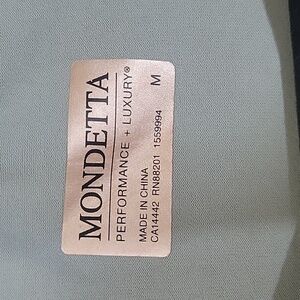 MONDETTA
PERFORMANCE + LUXURY®
MADE IN CHINA
CA14442 RN88201 1559994 M